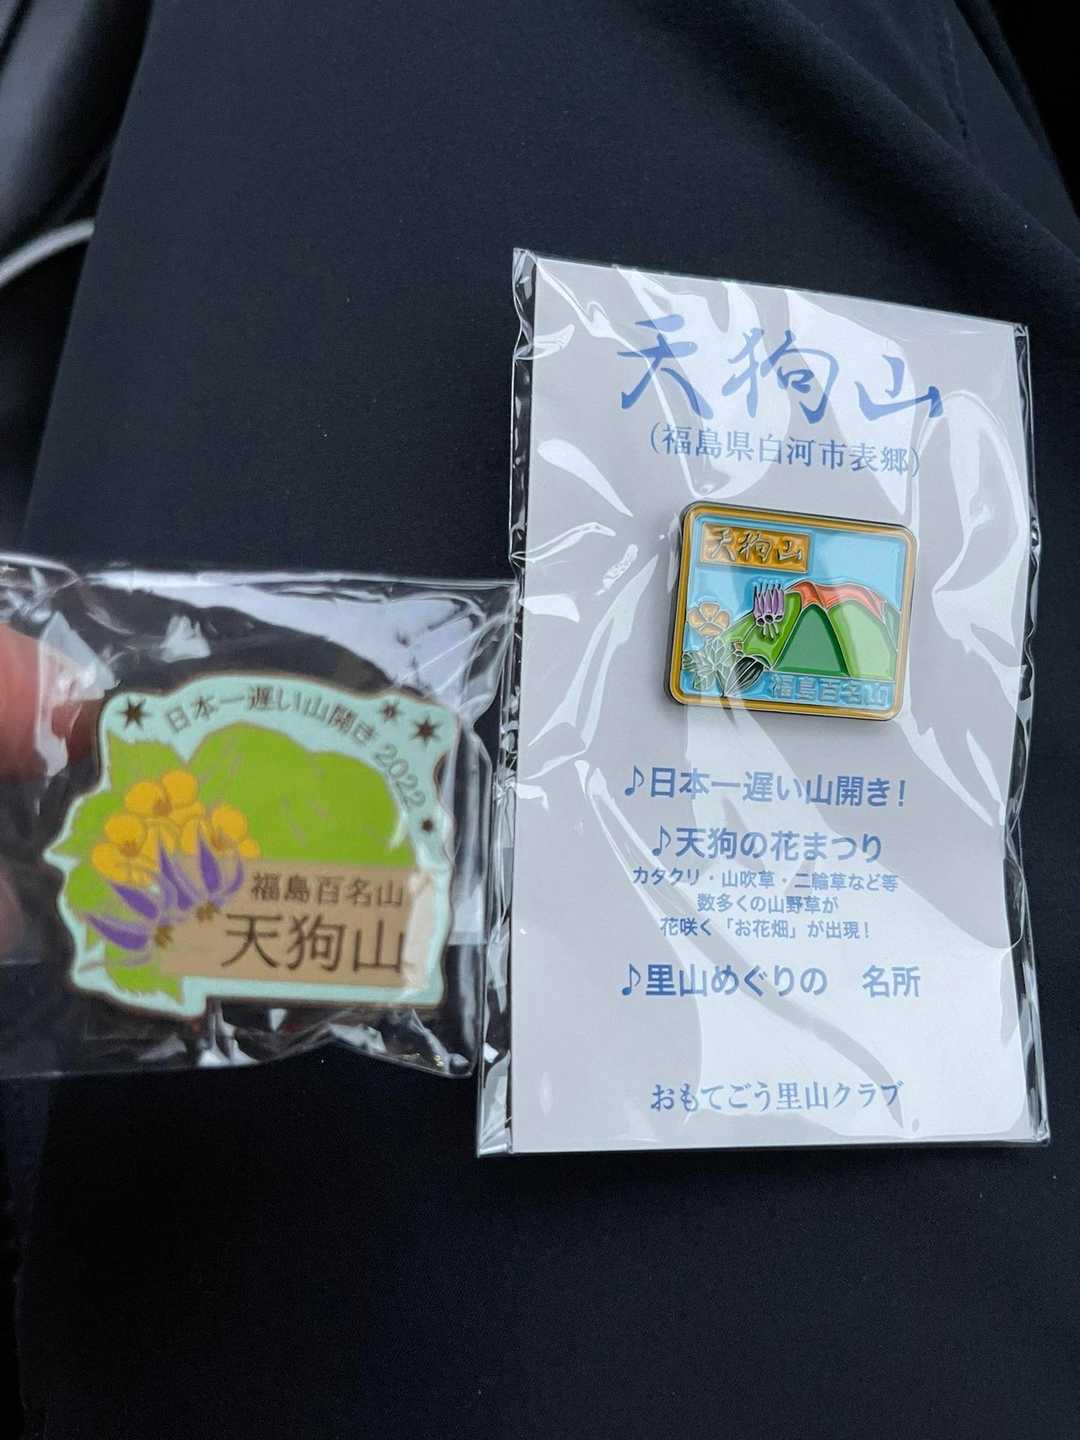 日本一遅い山開き 2022
福島百名山
天狗山
天狗山
(福島県白河市表郷)
天狗山
福島百名山
♪日本一遅い山開き!
♪天狗の花まつり
カタクリ・山吹草・二輪草など等
数多くの山野草が
花咲く「お花畑」が出現!
♪里山めぐりの 名所
おもてごう里山クラブ